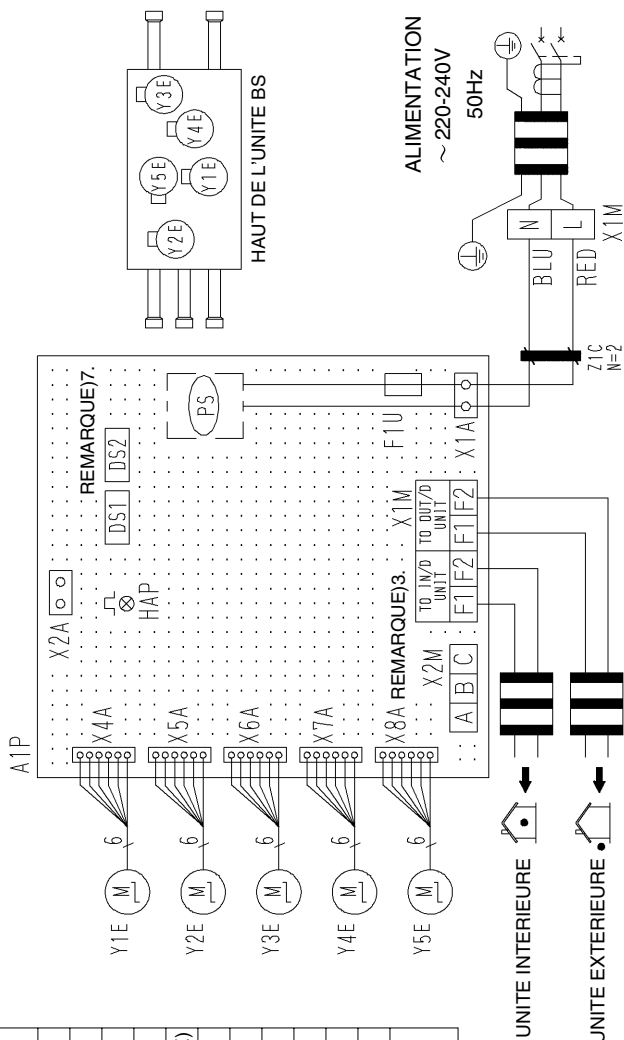 HAUT DE L'UNITE BS
Y1E
Y2E
Y3E
Y4E
Y5E
ALIMENTATION
~ 220-240V
50Hz
A1P
X2A
HAP
REMARQUE)7.
DS1
DS2
PS
F1U
X1A
X4A
X5A
X6A
X7A
X8A
Y1E M 6
Y2E M 6
Y3E M 6
Y4E M 6
Y5E M 6
REMARQUE)3.
X2M
A B C
X1M
TO IN/D UNIT
TO OUT/D UNIT
F1 F2 F1 F2
Z1C
N=2
BLU
RED
N
L
X1M
UNITE INTERIEURE
UNITE EXTERIEURE